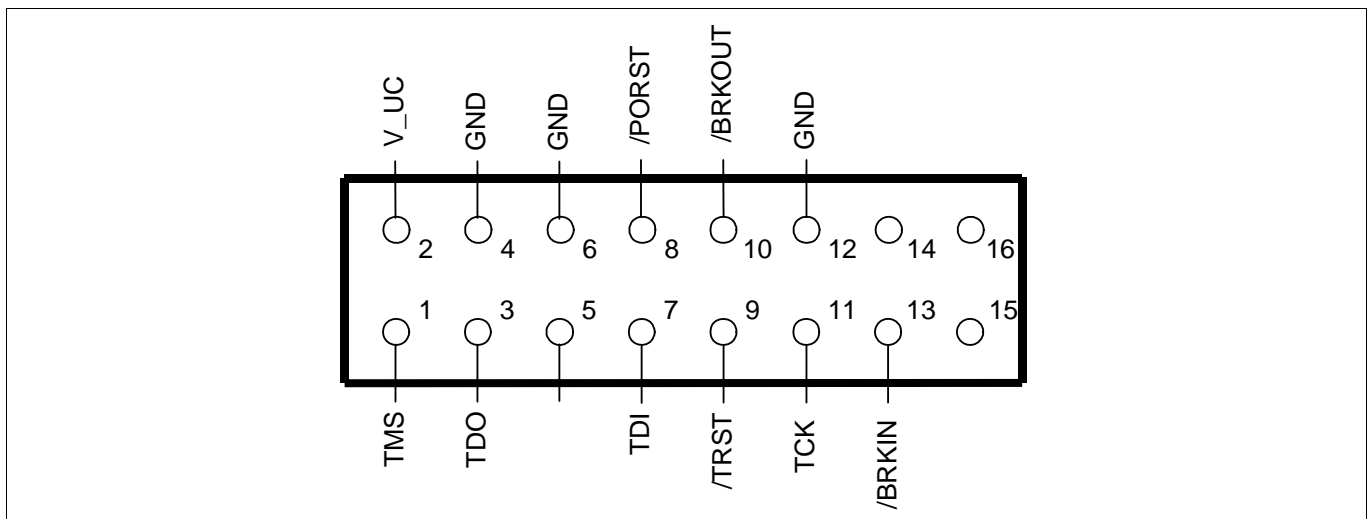 V_UC GND GND /PORST /BRKOUT GND
2 4 6 8 10 12 14 16
1 3 5 7 9 11 13 15
TMS TDO TDI /TRST TCK /BRKIN